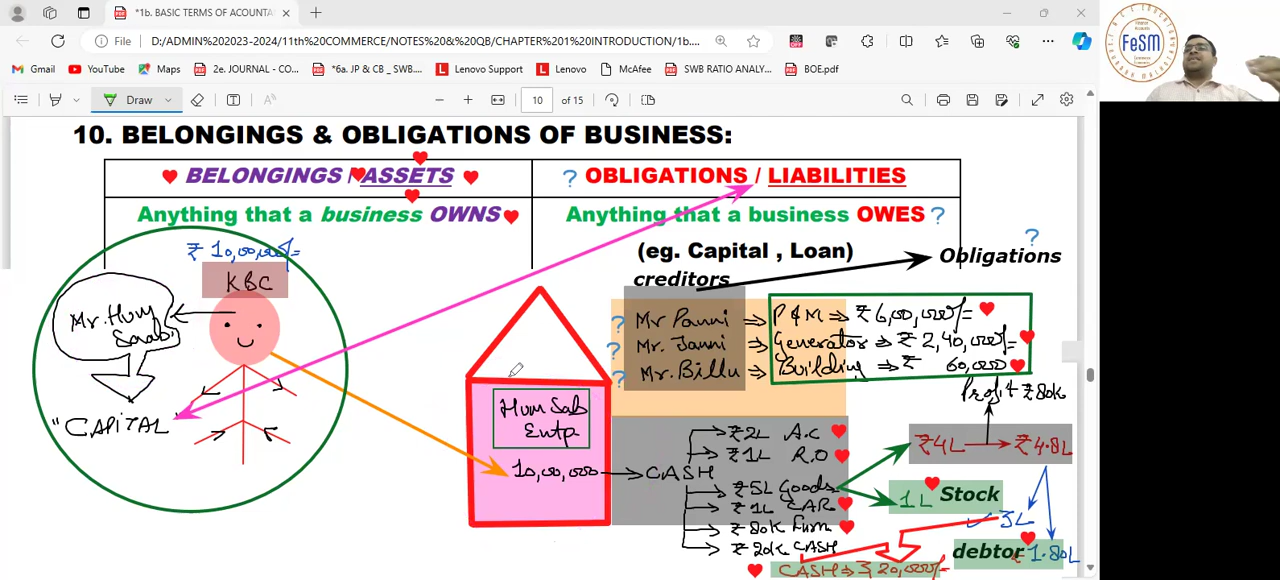 *1b. BASIC TERMS OF ACOUNTA
File
D:/ADMIN%202023-2024/11th%20COMMERCE/NOTES%20&%20QB/CHAPTER%201%20INTRODUCTION/1b....
Gmail YouTube Maps 2e. JOURNAL - CO... *6a. JP & CB _ SWB.... Lenovo Support Lenovo McAfee SWB RATIO ANALY... BOE.pdf
Draw 10 of 15
FeSM
10. BELONGINGS & OBLIGATIONS OF BUSINESS:
BELONGINGS / ASSETS
? OBLIGATIONS / LIABILITIES
Anything that a business OWNS
Anything that a business OWES ?
(eg. Capital , Loan)
creditors
?
Obligations
₹ 10,00,000/=
KBC
Mr. Hum
Saab
"CAPITAL"
Hum Sab
Entp
10,00,000 → CASH
? Mr Pammi ⇒ P & M ⇒ ₹ 6,00,000/=
? Mr. Jammi ⇒ Generator ⇒ ₹ 2,40,000/=
? Mr. Billu ⇒ Building ⇒ ₹ 60,000
Profit ₹80K
₹2L A.C
₹1L R.O
₹5L Goods
₹1L CAR
₹80K Furn
₹20K CASH
₹4L → ₹4.8L
1L Stock
3L
debtor 1.80L
CASH ⇒ 3,20,000/=